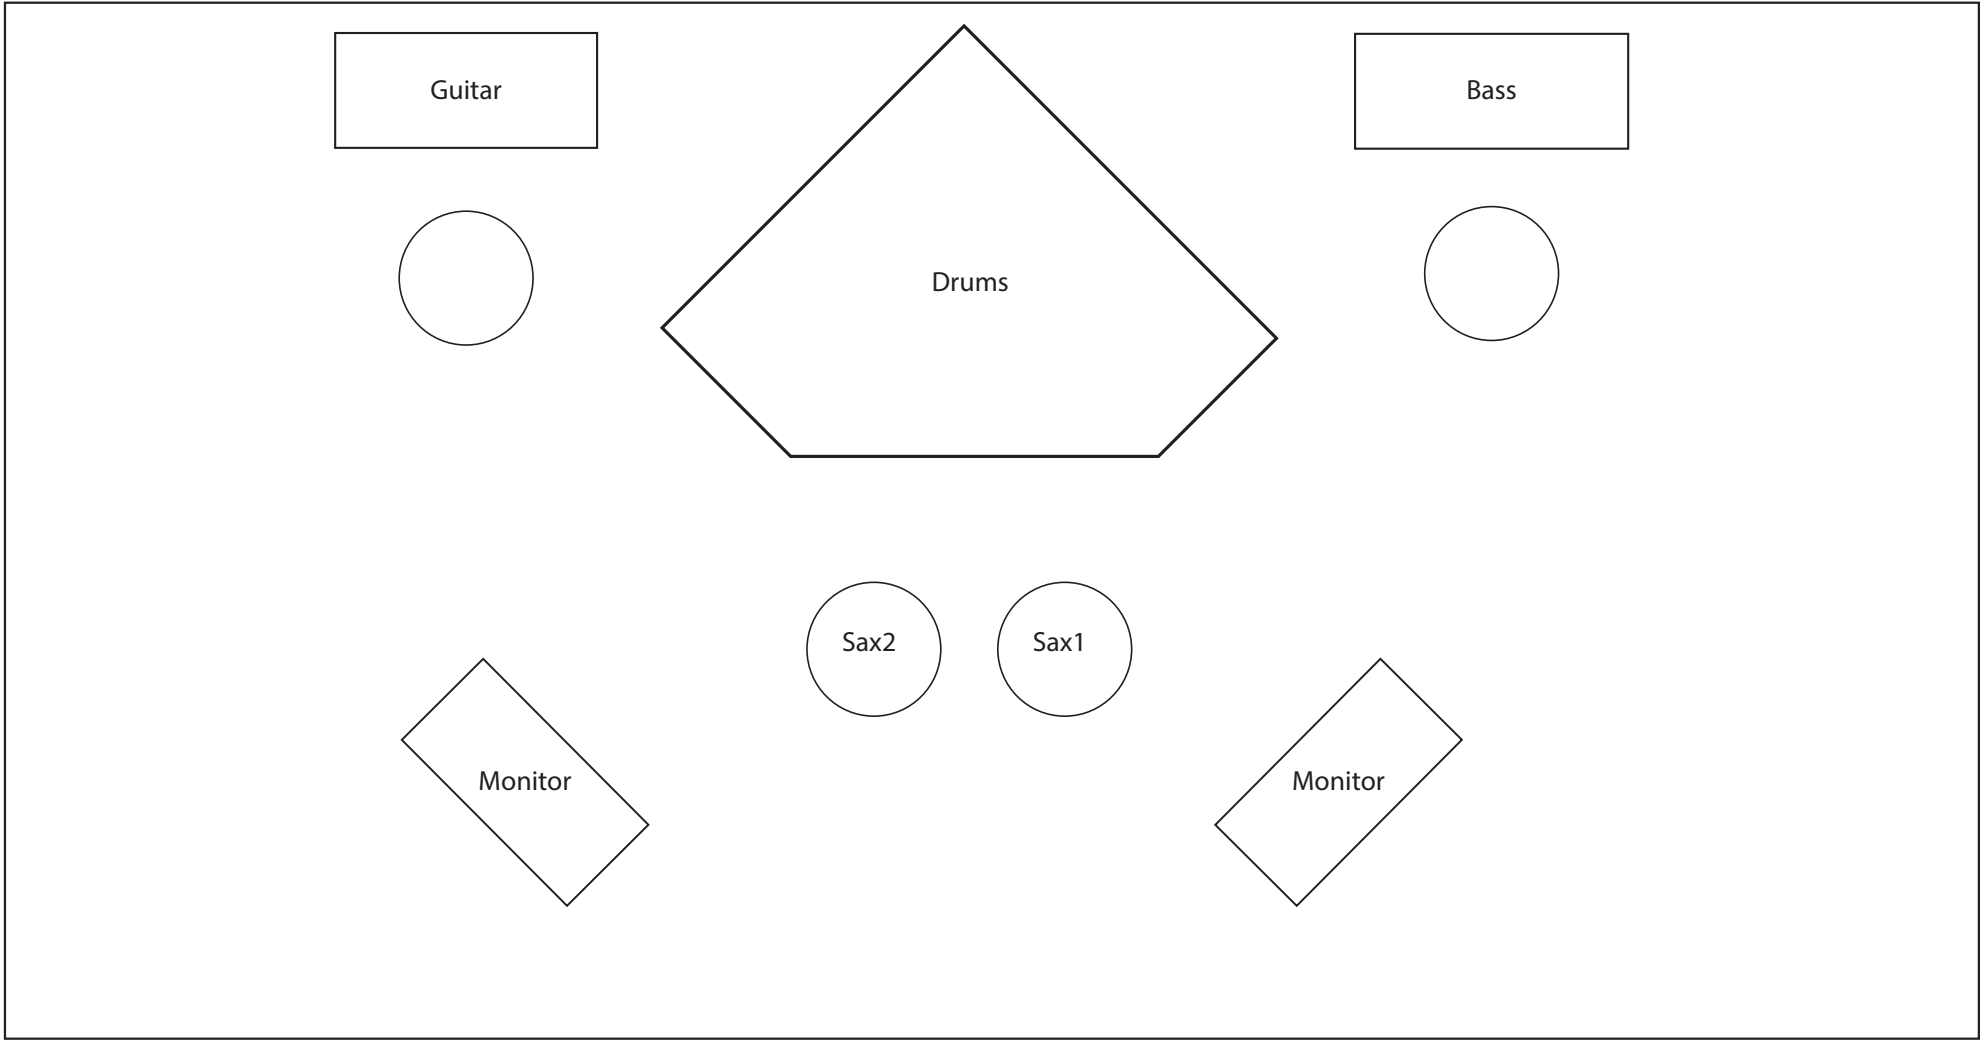 Guitar
Bass
Drums
Sax2
Sax1
Monitor
Monitor